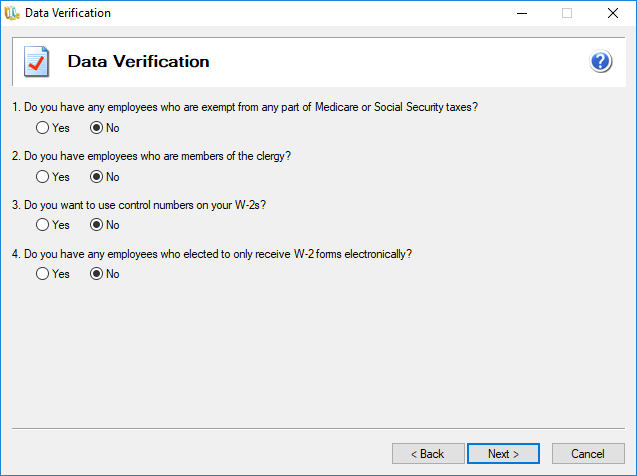 Data Verification
Data Verification
?
1. Do you have any employees who are exempt from any part of Medicare or Social Security taxes?
Yes No
2. Do you have employees who are members of the clergy?
Yes No
3. Do you want to use control numbers on your W-2s?
Yes No
4. Do you have any employees who elected to only receive W-2 forms electronically?
Yes No
< Back Next > Cancel